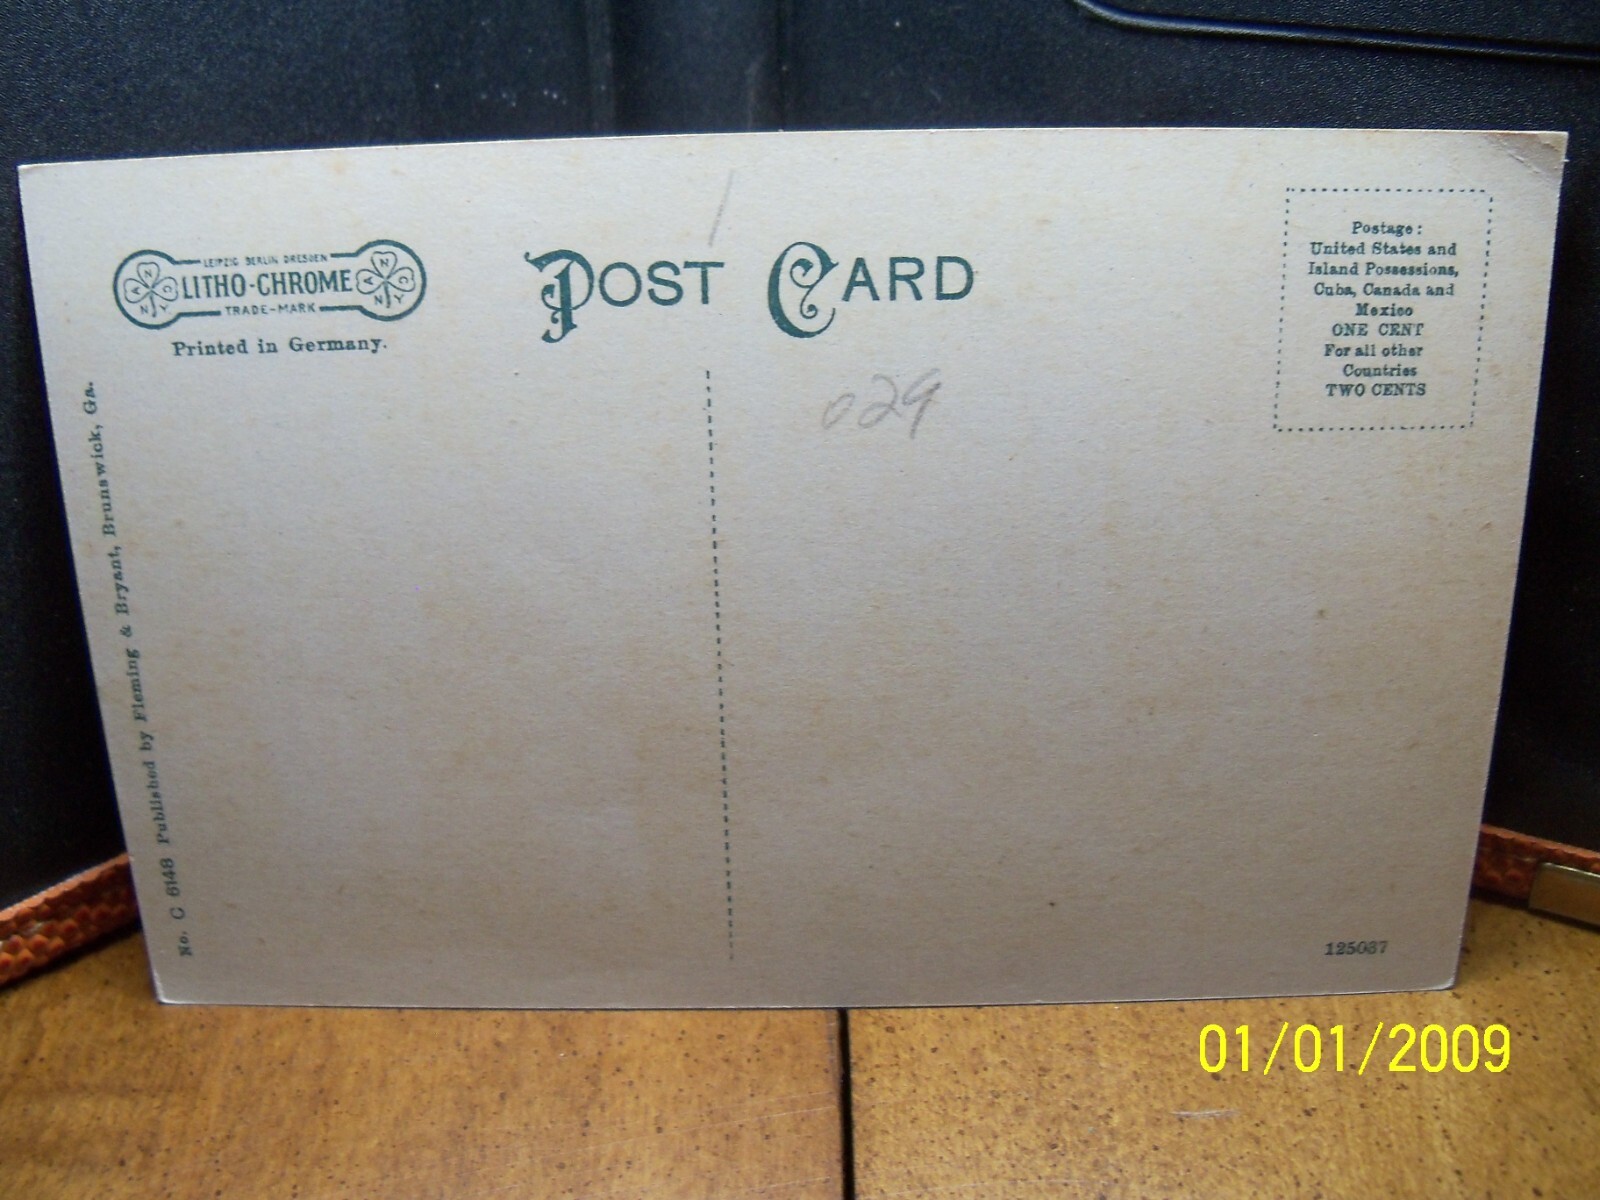 LEIPZIG BERLIN DRESDEN
LITHO-CHROME
TRADE-MARK
Printed in Germany.
POST CARD
Postage:
United States and
Island Possessions,
Cuba, Canada and
Mexico
ONE CENT
For all other
Countries
TWO CENTS
029
No. C 6148 Published by Fleming & Bryant, Brunswick, Ga.
125087
01/01/2009